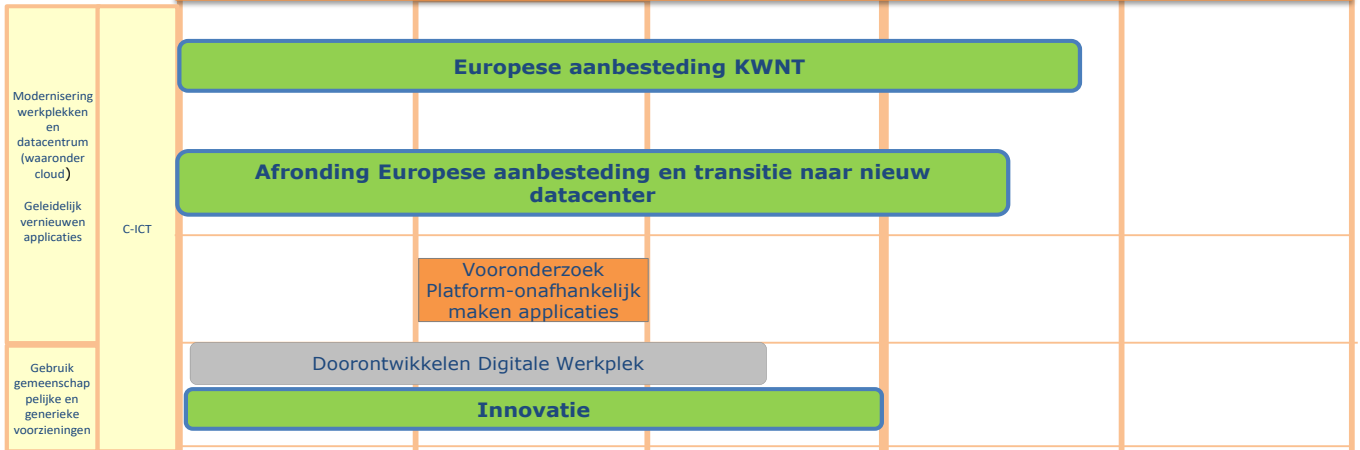 Modernisering
werkplekken
en
datacentrum
(waaronder
cloud)
Geleidelijk
vernieuwen
applicaties
C-ICT
Europese aanbesteding KWNT
Afronding Europese aanbesteding en transitie naar nieuw
datacenter
Vooronderzoek
Platform-onafhankelijk
maken applicaties
Gebruik
gemeenschap
pelijke en
generieke
voorzieningen
Doorontwikkelen Digitale Werkplek
Innovatie